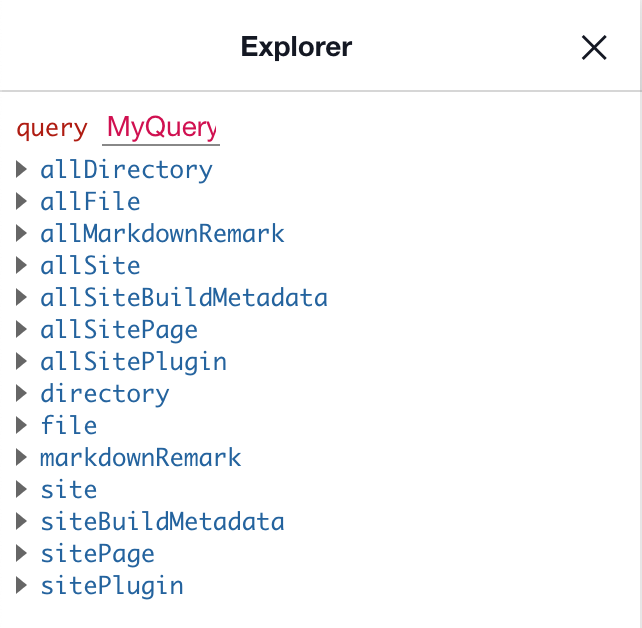 Explorer
query MyQuery
allDirectory
allFile
allMarkdownRemark
allSite
allSiteBuildMetadata
allSitePage
allSitePlugin
directory
file
markdownRemark
site
siteBuildMetadata
sitePage
sitePlugin